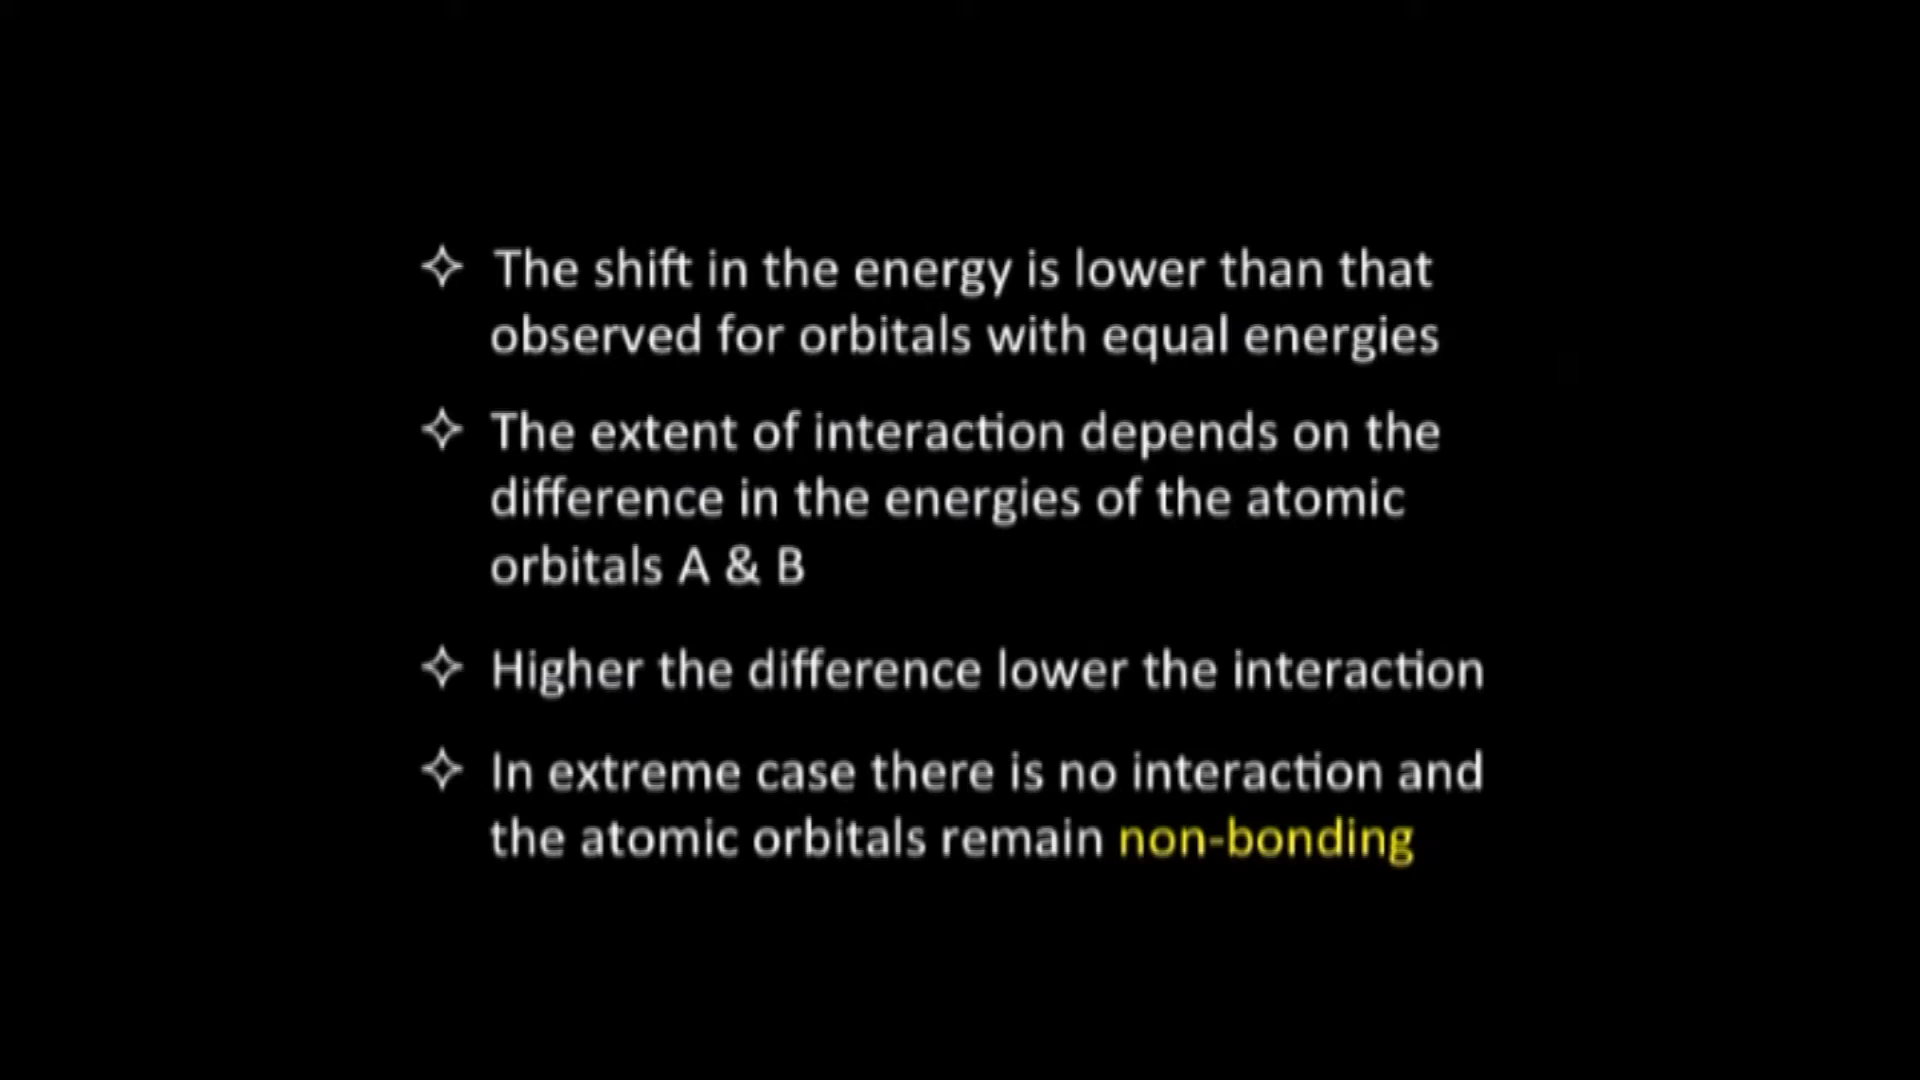 ✧ The shift in the energy is lower than that
observed for orbitals with equal energies
✧ The extent of interaction depends on the
difference in the energies of the atomic
orbitals A & B
✧ Higher the difference lower the interaction
✧ In extreme case there is no interaction and
the atomic orbitals remain non-bonding